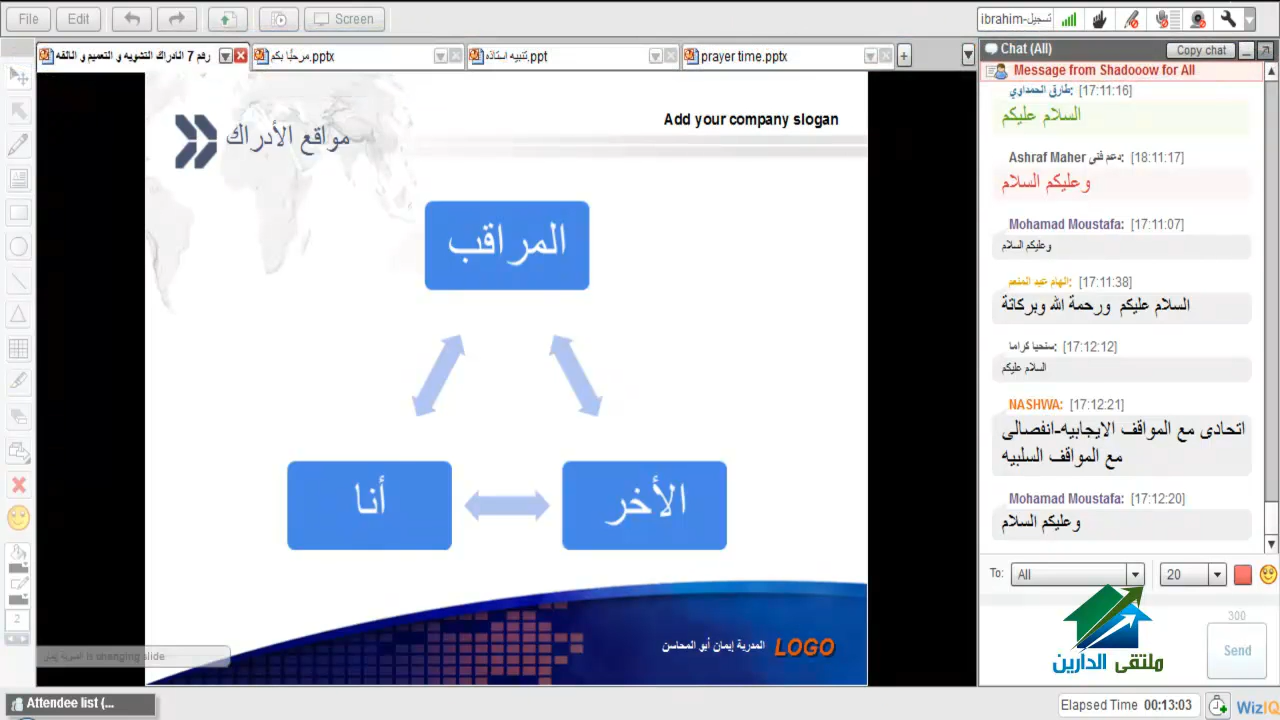 File
Edit
Screen
ibrahim-تسجيل
رقم 7 الادراك التشويه و التعميم و الالغه
مرحبًا بكم.pptx
تنبيه استاذه.ppt
prayer time.pptx
Chat (All)
Copy chat
Message from Shadooow for All
طارق الحمداوي: [17:11:16]
السلام عليكم
Ashraf Maher دعم فنى: [18:11:17]
وعليكم السلام
Mohamad Moustafa: [17:11:07]
وعليكم السلام
الهام عبد المنعم: [17:11:38]
السلام عليكم ورحمة الله وبركاتة
سنحيا كراما: [17:12:12]
السلام عليكم
NASHWA: [17:12:21]
اتحادى مع المواقف الايجابيه-انفصالى
مع المواقف السلبيه
Mohamad Moustafa: [17:12:20]
وعليكم السلام
To: All
20
300
Send
ملتقى الدارين
مواقع الأدراك
Add your company slogan
المراقب
أنا
الأخر
المدربة إيمان أبو المحاسن
LOGO
2
is changing slide
Attendee list (...
Elapsed Time 00:13:03
WizIQ